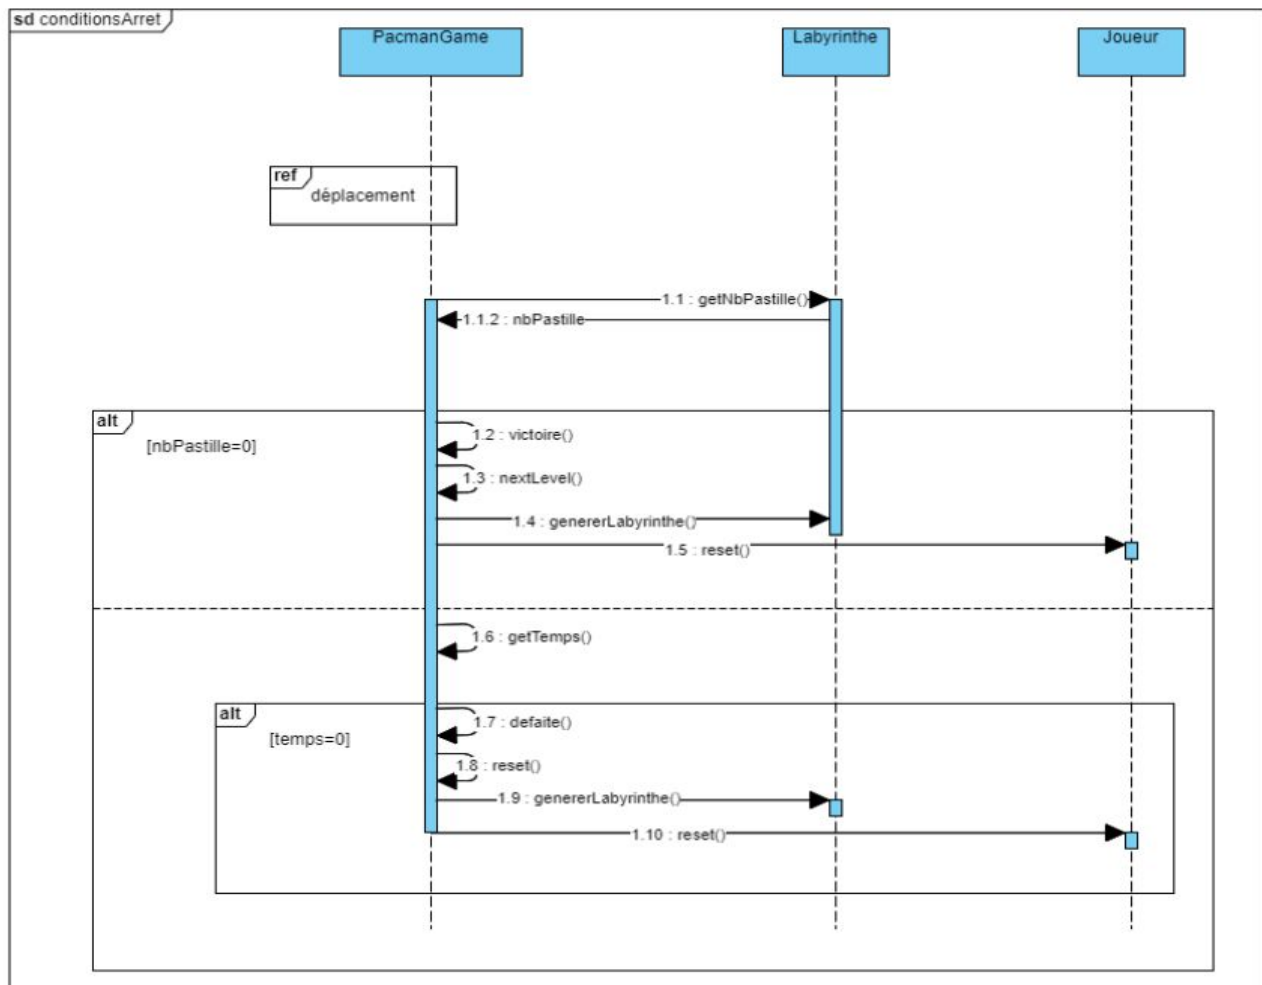 sd conditionsArret
PacmanGame
Labyrinthe
Joueur
ref
déplacement
1.1 : getNbPastille()
1.1.2 : nbPastille
alt
[nbPastille=0]
1.2 : victoire()
1.3 : nextLevel()
1.4 : genererLabyrinthe()
1.5 : reset()
1.6 : getTemps()
alt
[temps=0]
1.7 : defaite()
1.8 : reset()
1.9 : genererLabyrinthe()
1.10 : reset()